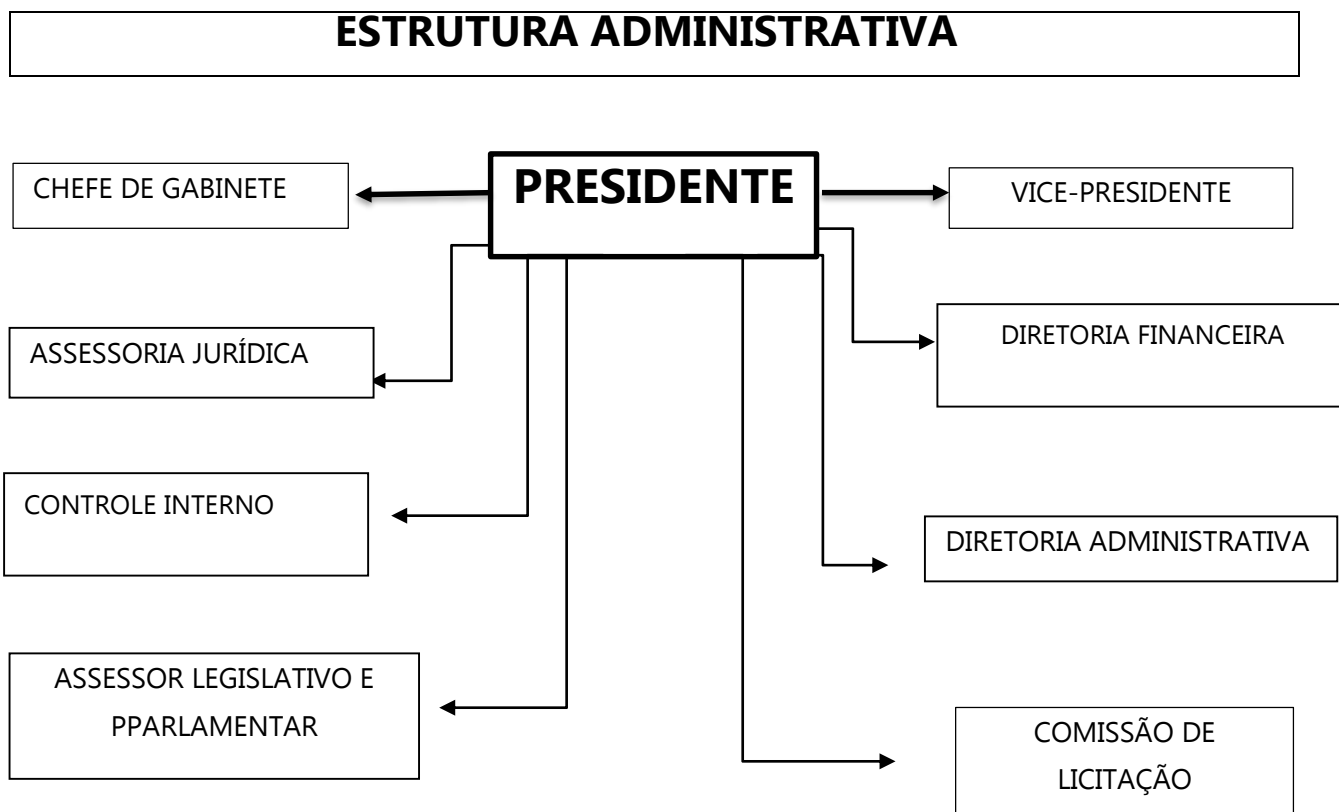 ESTRUTURA ADMINISTRATIVA
CHEFE DE GABINETE
PRESIDENTE
VICE-PRESIDENTE
ASSESSORIA JURÍDICA
DIRETORIA FINANCEIRA
CONTROLE INTERNO
DIRETORIA ADMINISTRATIVA
ASSESSOR LEGISLATIVO E
PPARLAMENTAR
COMISSÃO DE
LICITAÇÃO